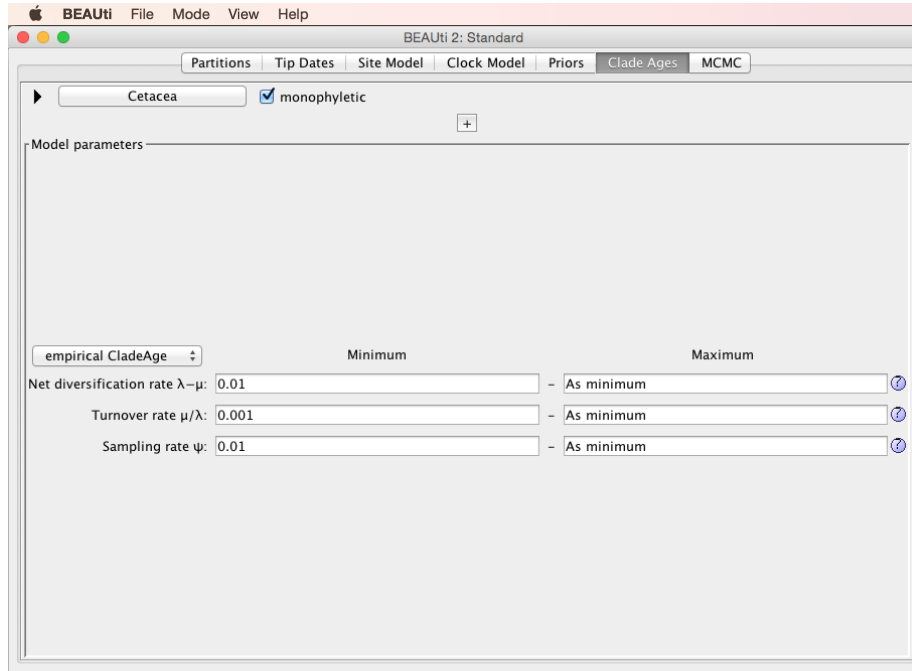 BEAUti File Mode View Help
BEAUti 2: Standard
Partitions Tip Dates Site Model Clock Model Priors Clade Ages MCMC
Cetacea monophyletic
+
Model parameters
empirical CladeAge Minimum Maximum
Net diversification rate λ−μ: 0.01 – As minimum ?
Turnover rate μ/λ: 0.001 – As minimum ?
Sampling rate ψ: 0.01 – As minimum ?